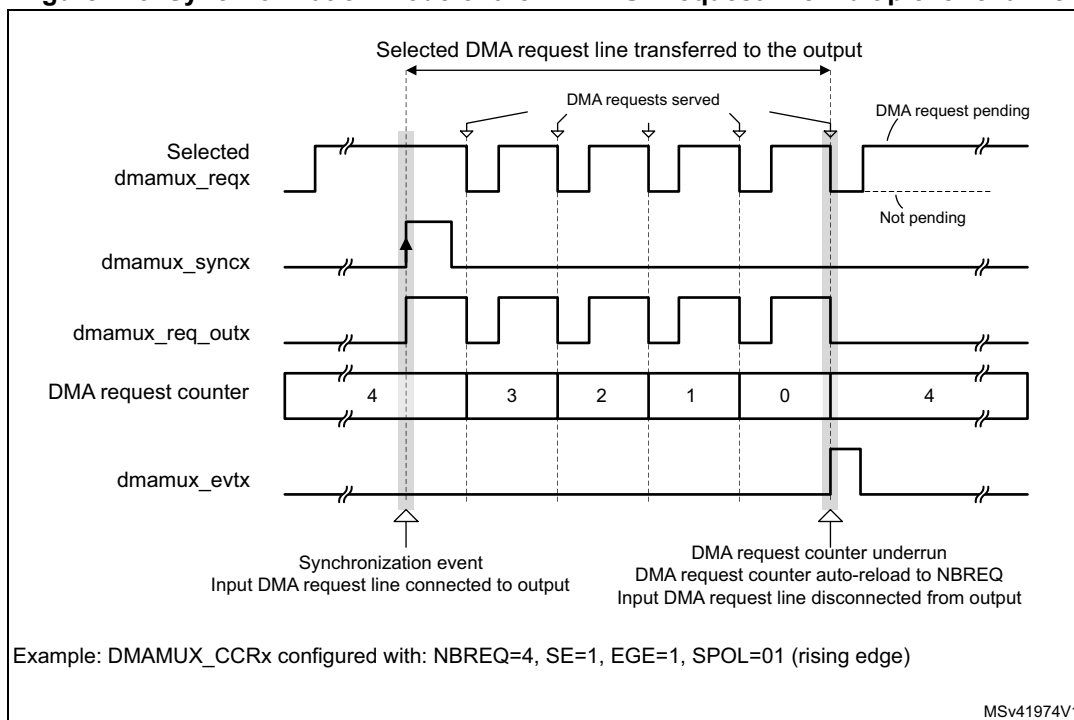 Selected DMA request line transferred to the output
DMA requests served
DMA request pending
Selected
dmamux_reqx
Not pending
dmamux_syncx
dmamux_req_outx
DMA request counter
4 3 2 1 0 4
dmamux_evtx
Synchronization event
Input DMA request line connected to output
DMA request counter underrun
DMA request counter auto-reload to NBREQ
Input DMA request line disconnected from output
Example: DMAMUX_CCRx configured with: NBREQ=4, SE=1, EGE=1, SPOL=01 (rising edge)